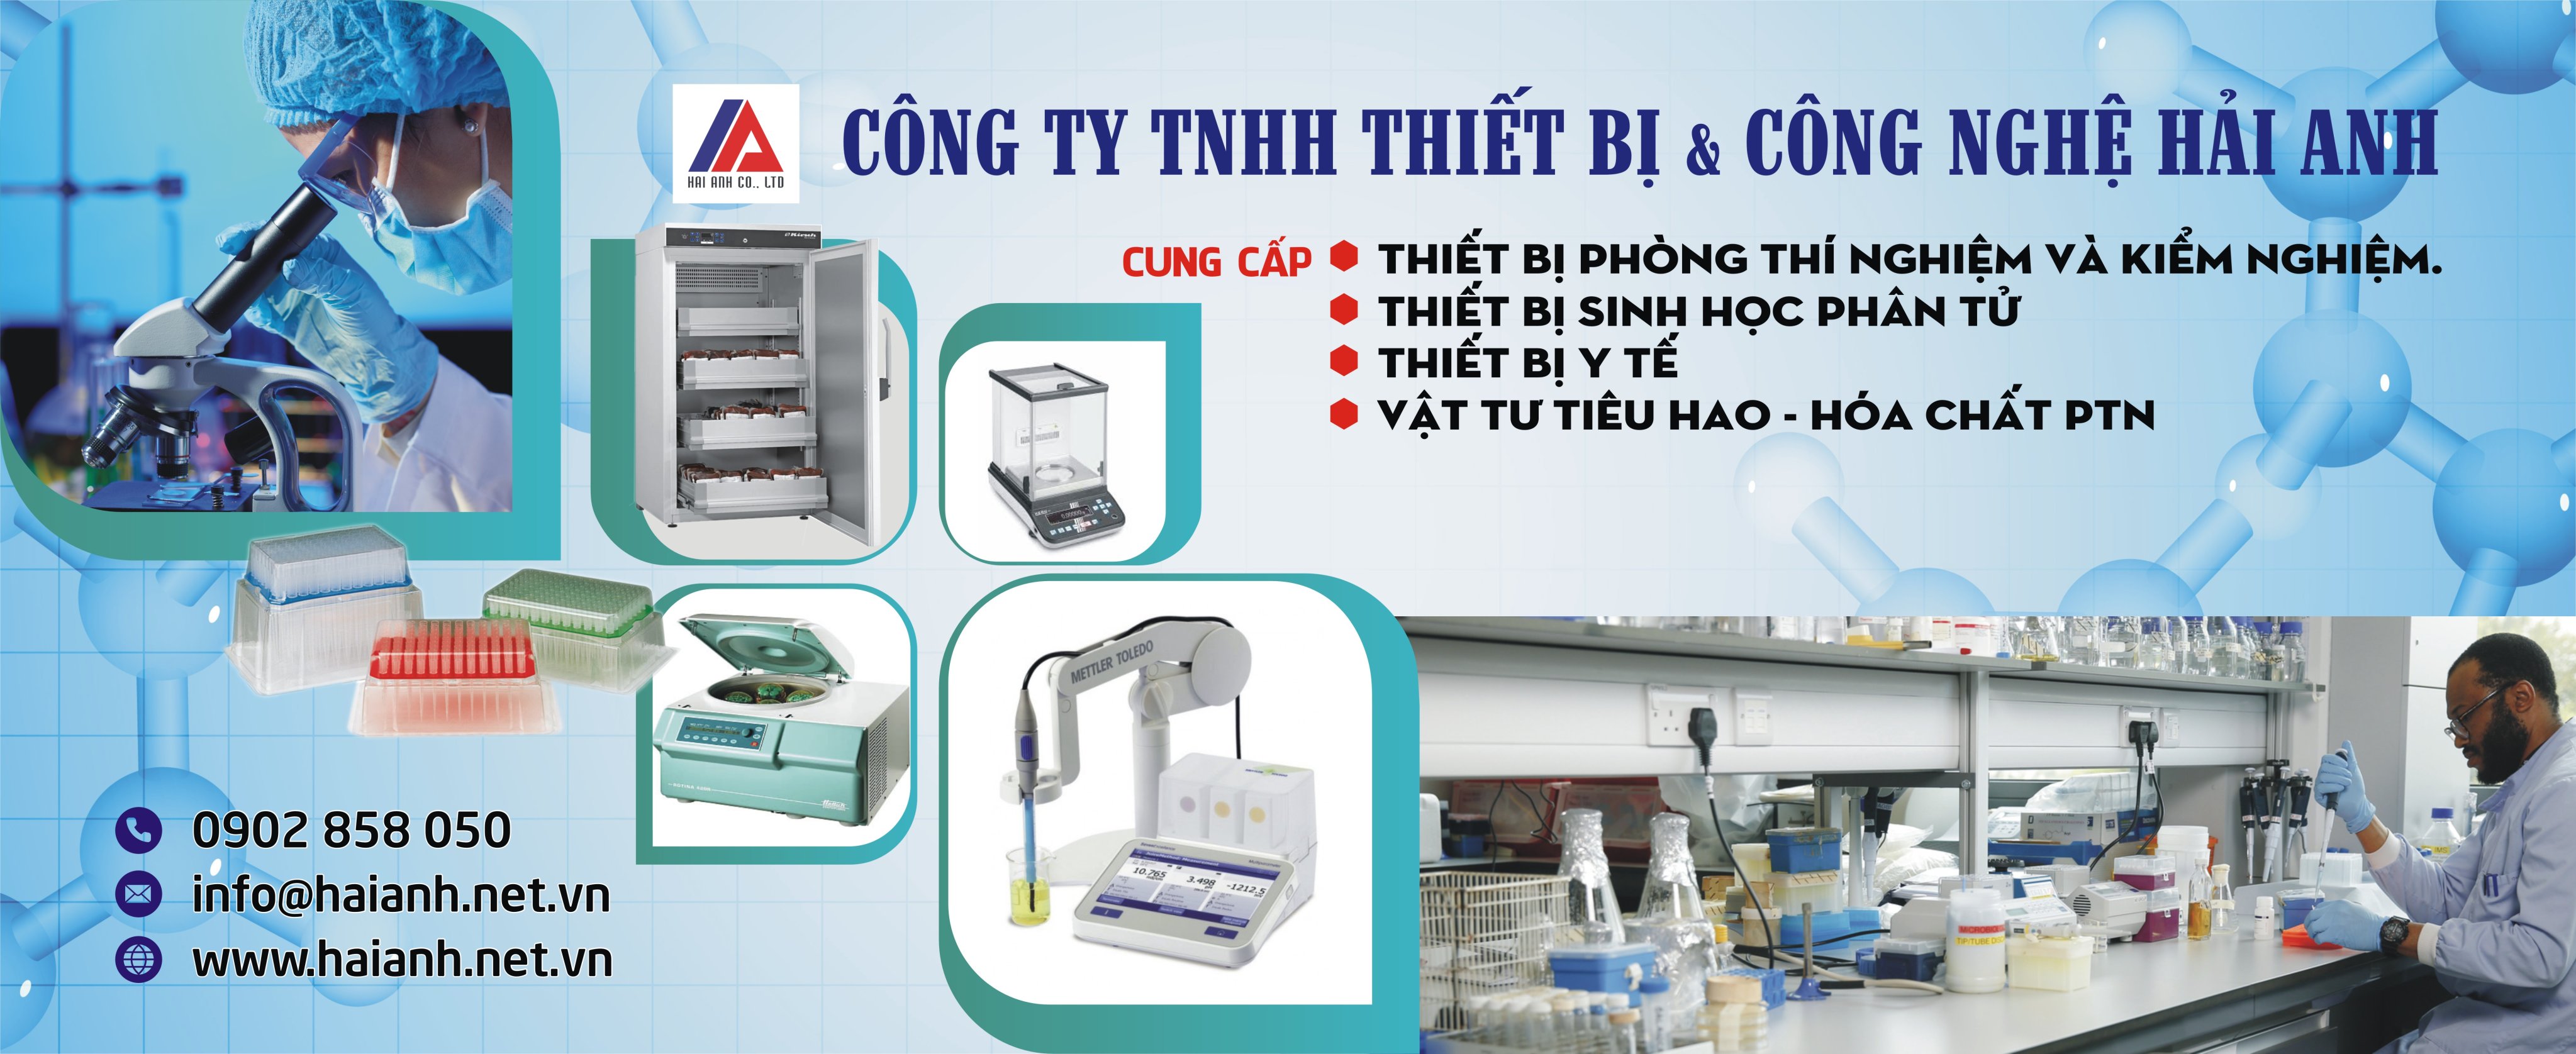 CÔNG TY TNHH THIẾT BỊ & CÔNG NGHỆ HẢI ANH
HAI ANH CO., LTD
CUNG CẤP
THIẾT BỊ PHÒNG THÍ NGHIỆM VÀ KIỂM NGHIỆM.
THIẾT BỊ SINH HỌC PHÂN TỬ
THIẾT BỊ Y TẾ
VẬT TƯ TIÊU HAO - HÓA CHẤT PTN
Kirsch
METTLER TOLEDO
10.765
3.498
-1212.5
Hettich
0902 858 050
info@haianh.net.vn
www.haianh.net.vn